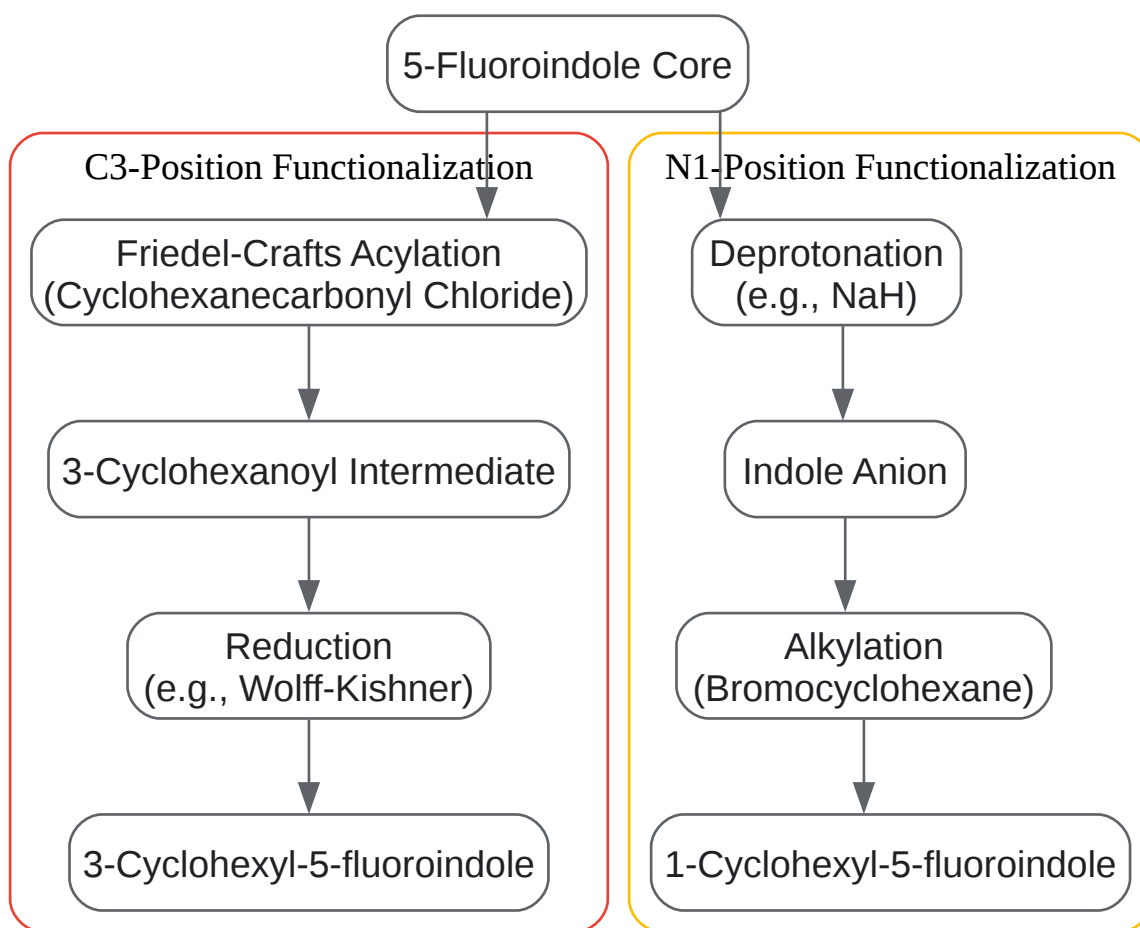 5-Fluoroindole Core
C3-Position Functionalization
Friedel-Crafts Acylation
(Cyclohexanecarbonyl Chloride)
3-Cyclohexanoyl Intermediate
Reduction
(e.g., Wolff-Kishner)
3-Cyclohexyl-5-fluoroindole
N1-Position Functionalization
Deprotonation
(e.g., NaH)
Indole Anion
Alkylation
(Bromocyclohexane)
1-Cyclohexyl-5-fluoroindole